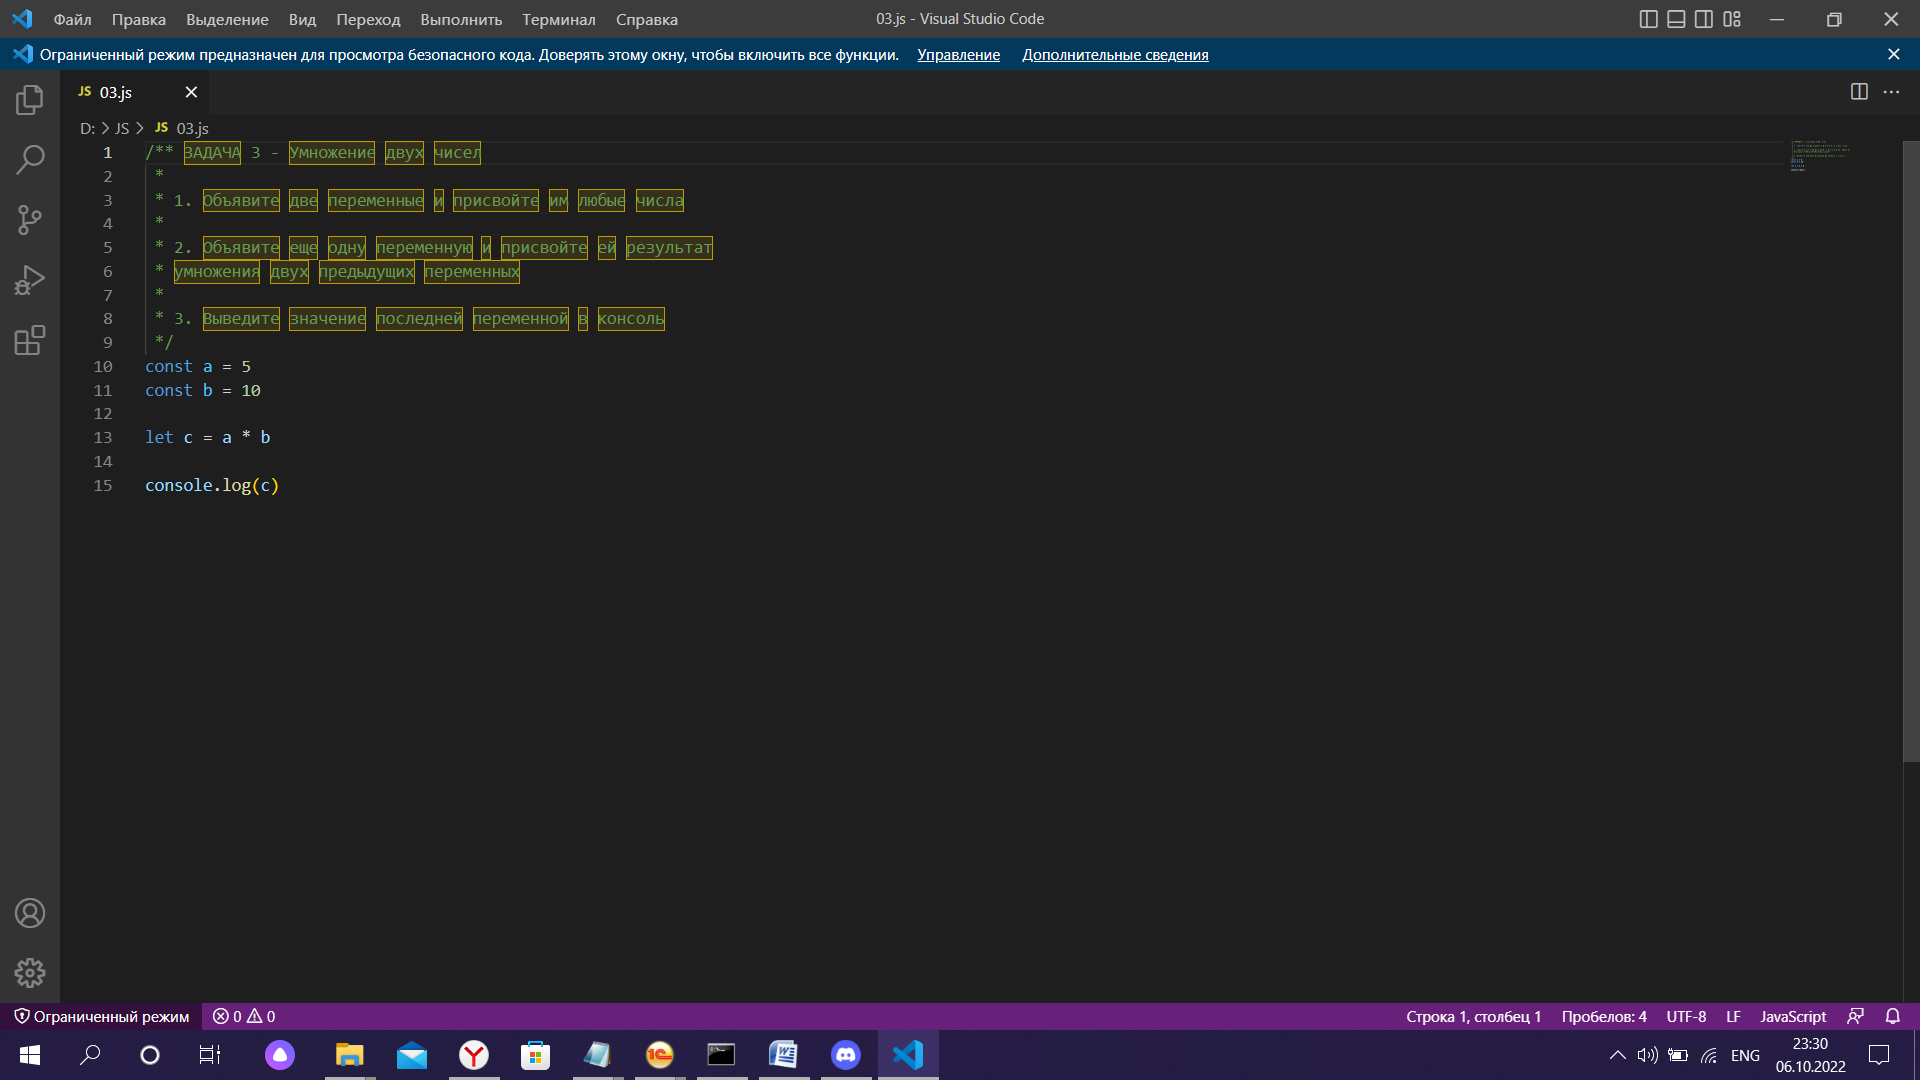 Файл Правка Выделение Вид Переход Выполнить Терминал Справка 03.js - Visual Studio Code
Ограниченный режим предназначен для просмотра безопасного кода. Доверять этому окну, чтобы включить все функции. Управление Дополнительные сведения
JS 03.js
D: > JS > JS 03.js
1 /** ЗАДАЧА 3 - Умножение двух чисел
2 *
3 * 1. Объявите две переменные и присвойте им любые числа
4 *
5 * 2. Объявите еще одну переменную и присвойте ей результат
6 * умножения двух предыдущих переменных
7 *
8 * 3. Выведите значение последней переменной в консоль
9 */
10 const a = 5
11 const b = 10
12
13 let c = a * b
14
15 console.log(c)
Ограниченный режим 0 0 Строка 1, столбец 1 Пробелов: 4 UTF-8 LF JavaScript
ENG 23:30
06.10.2022